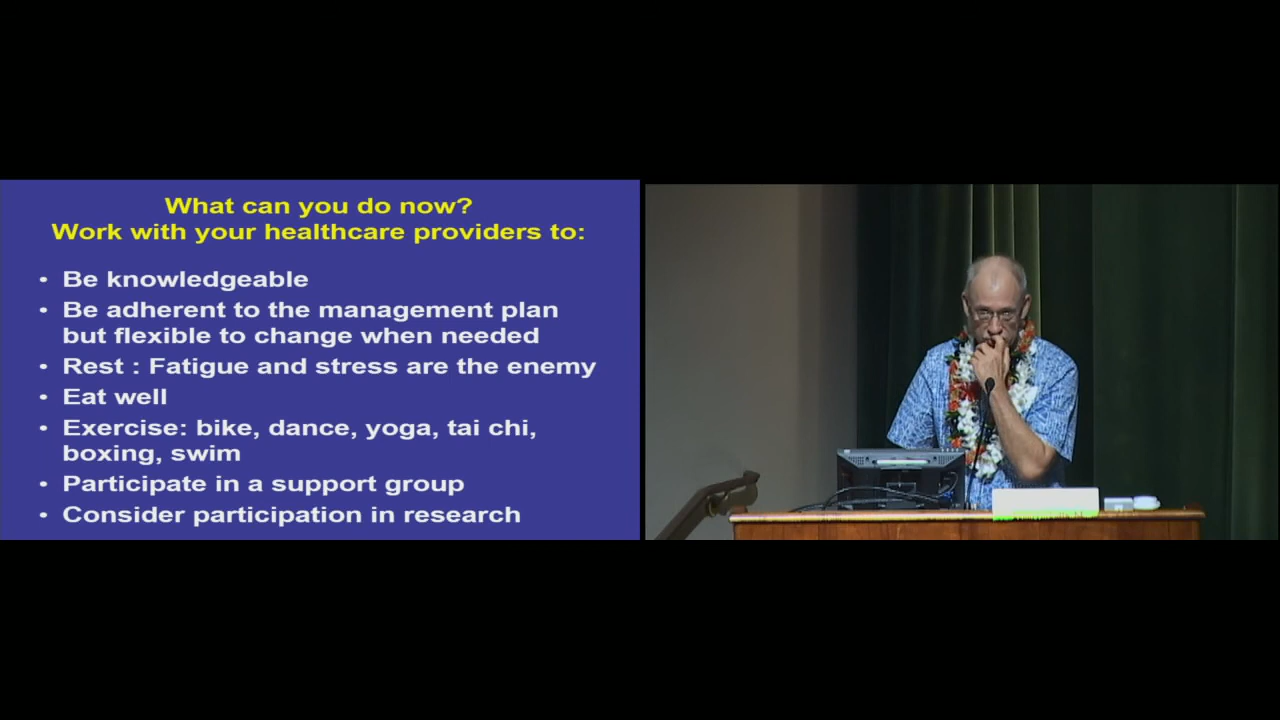 What can you do now?
Work with your healthcare providers to:
• Be knowledgeable
• Be adherent to the management plan
but flexible to change when needed
• Rest : Fatigue and stress are the enemy
• Eat well
• Exercise: bike, dance, yoga, tai chi,
boxing, swim
• Participate in a support group
• Consider participation in research